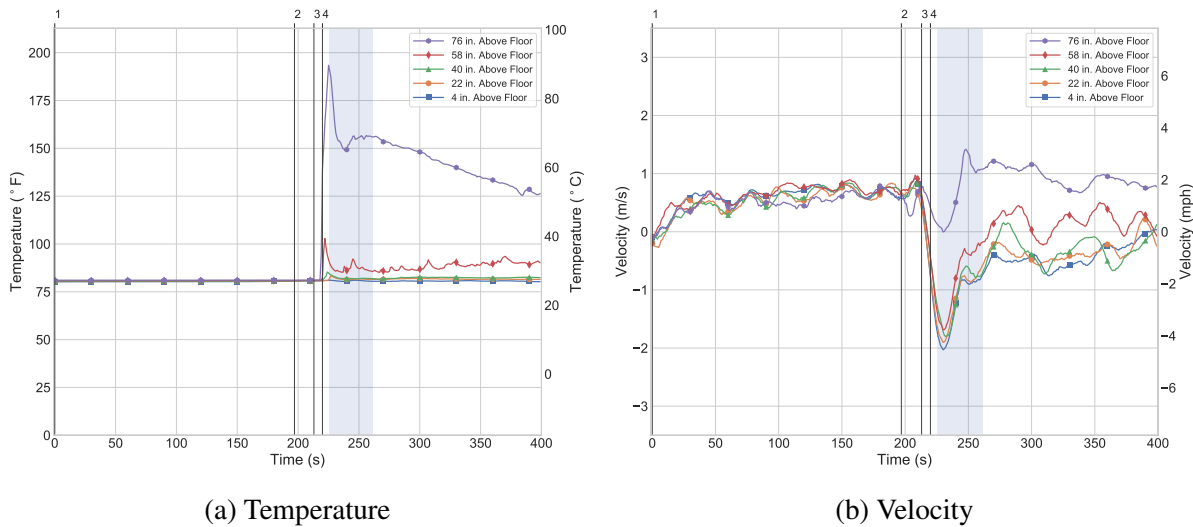 1 2 3 4
76 in. Above Floor
58 in. Above Floor
40 in. Above Floor
22 in. Above Floor
4 in. Above Floor
200
175
150
125
100
75
50
25
0
Temperature (° F)
100
80
60
40
20
0
Temperature (° C)
0 50 100 150 200 250 300 350 400
Time (s)
(a) Temperature
1 2 3 4
76 in. Above Floor
58 in. Above Floor
40 in. Above Floor
22 in. Above Floor
4 in. Above Floor
3
2
1
0
−1
−2
−3
Velocity (m/s)
6
4
2
0
−2
−4
−6
Velocity (mph)
0 50 100 150 200 250 300 350 400
Time (s)
(b) Velocity